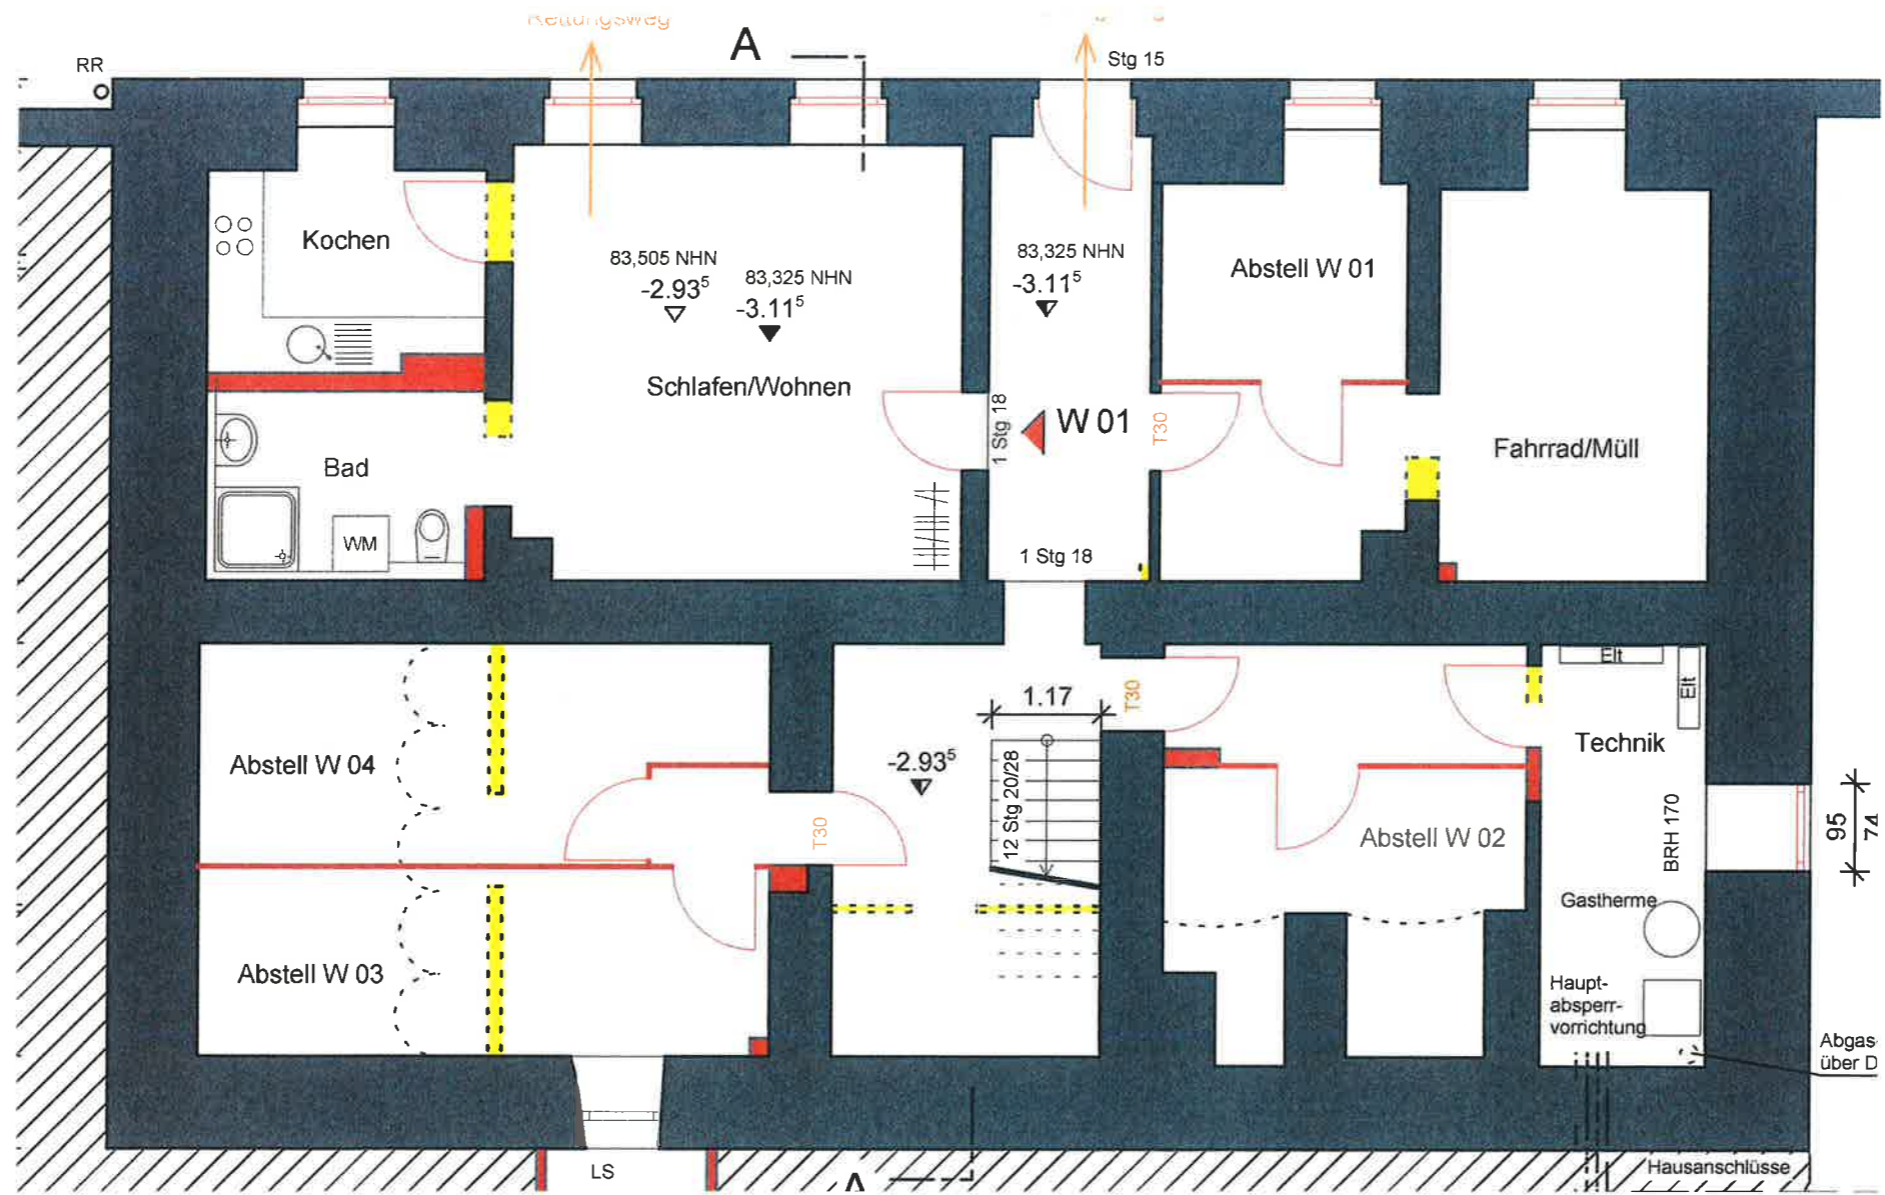 Rettungsweg
A
Stg 15
RR
Kochen
83,505 NHN
-2.93⁵
83,325 NHN
-3.11⁵
83,325 NHN
-3.11⁵
Abstell W 01
Schlafen/Wohnen
1 Stg 18
W 01
T30
Fahrrad/Müll
Bad
WM
1 Stg 18
Elt
Elt
1.17
T30
Technik
Abstell W 04
-2.93⁵
12 Stg 20/28
T30
Abstell W 02
BRH 170
95
74
Gastherme
Abstell W 03
Haupt-
absperr-
vorrichtung
Abgas-
über D
LS
A
Hausanschlüsse